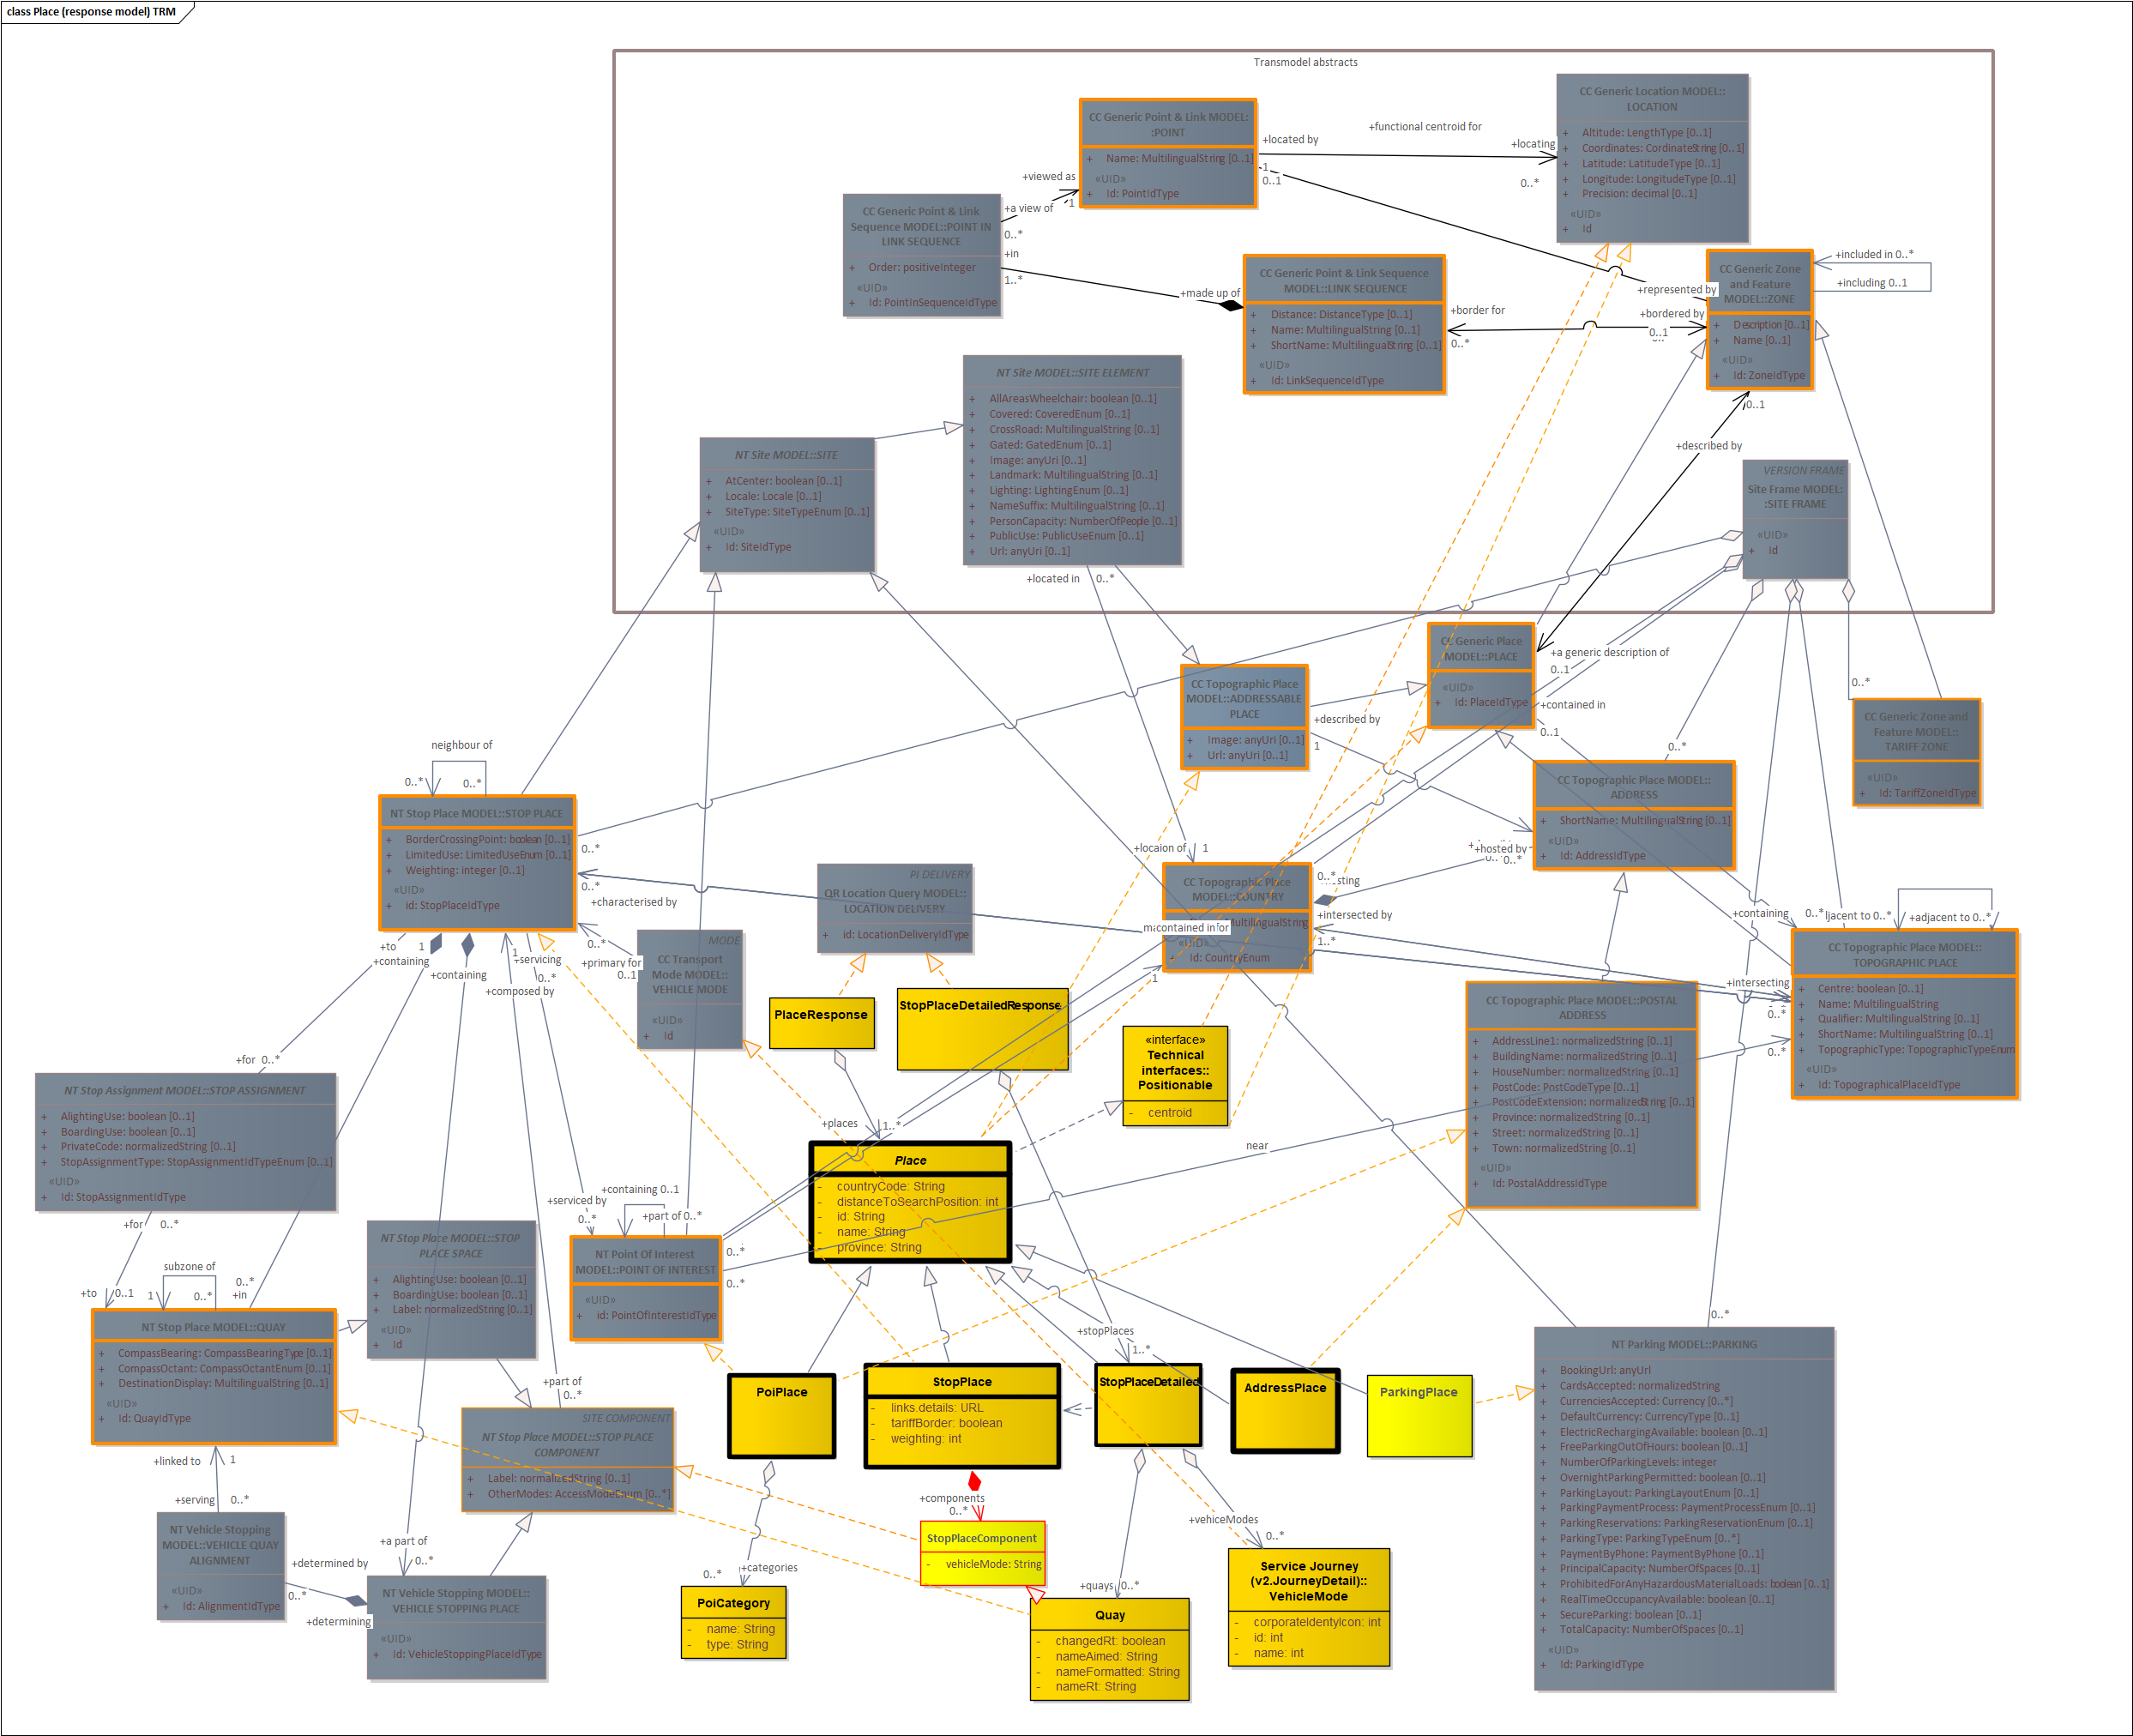 class Place (response model) TRM
Transmodel abstracts
CC Generic Location MODEL::
LOCATION
+ Altitude: LengthType [0..1]
+ Coordinates: CordinateString [0..1]
+ Latitude: LatitudeType [0..1]
+ Longitude: LongitudeType [0..1]
+ Precision: decimal [0..1]
«UID»
+ Id
CC Generic Point & Link MODEL:
:POINT
+ Name: MultilingualString [0..1]
«UID»
+ Id: PointIdType
+located by
+functional centroid for
+locating
1
0..1
0..*
+viewed as
1
+a view of
0..*
+in
1..*
CC Generic Point & Link
Sequence MODEL::POINT IN
LINK SEQUENCE
+ Order: positiveInteger
«UID»
+ Id: PointInSequenceIdType
+made up of
CC Generic Point & Link Sequence
MODEL::LINK SEQUENCE
+ Distance: DistanceType [0..1]
+ Name: MultilingualString [0..1]
+ ShortName: MultilingualString [0..1]
«UID»
+ Id: LinkSequenceIdType
+border for
0..*
+represented by
+bordered by
0..1
CC Generic Zone
and Feature
MODEL::ZONE
+ Description [0..1]
+ Name [0..1]
«UID»
+ Id: ZoneIdType
+included in 0..*
+including 0..1
0..1
+described by
NT Site MODEL::SITE ELEMENT
+ AllAreasWheelchair: boolean [0..1]
+ Covered: CoveredEnum [0..1]
+ CrossRoad: MultilingualString [0..1]
+ Gated: GatedEnum [0..1]
+ Image: anyUri [0..1]
+ Landmark: MultilingualString [0..1]
+ Lighting: LightingEnum [0..1]
+ NameSuffix: MultilingualString [0..1]
+ PersonCapacity: NumberOfPeople [0..1]
+ PublicUse: PublicUseEnum [0..1]
+ Url: anyUri [0..1]
NT Site MODEL::SITE
+ AtCenter: boolean [0..1]
+ Locale: Locale [0..1]
+ SiteType: SiteTypeEnum [0..1]
«UID»
+ Id: SiteIdType
VERSION FRAME
Site Frame MODEL:
:SITE FRAME
«UID»
+ Id
+located in 0..*
CC Generic Place
MODEL::PLACE
«UID»
+ Id: PlaceIdType
+a generic description of
0..1
+contained in
0..1
CC Topographic Place
MODEL::ADDRESSABLE
PLACE
+ Image: anyUri [0..1]
+ Url: anyUri [0..1]
+described by
1
0..*
CC Generic Zone and
Feature MODEL::
TARIFF ZONE
«UID»
+ Id: TariffZoneIdType
0..*
CC Topographic Place MODEL::
ADDRESS
+ ShortName: MultilingualString [0..1]
«UID»
+ Id: AddressIdType
+hosted by
0..*
neighbour of
0..* 0..*
NT Stop Place MODEL::STOP PLACE
+ BorderCrossingPoint: boolean [0..1]
+ LimitedUse: LimitedUseEnum [0..1]
+ Weighting: integer [0..1]
«UID»
+ id: StopPlaceIdType
0..*
0..*
+characterised by
0..*
+primary for
0..1
+locaion of 1
CC Topographic Place
MODEL::COUNTRY
MultilingualString
«UID»
+ Id: CountryEnum
contained in
for
0..*
+intersected by
1..*
1
PI DELIVERY
QR Location Query MODEL::
LOCATION DELIVERY
+ id: LocationDeliveryIdType
MODE
CC Transport
Mode MODEL::
VEHICLE MODE
«UID»
+ Id
+containing
0..*
ljacent to 0..*
+adjacent to 0..*
CC Topographic Place MODEL::
TOPOGRAPHIC PLACE
+ Centre: boolean [0..1]
+ Name: MultilingualString
+ Qualifier: MultilingualString [0..1]
+ ShortName: MultilingualString [0..1]
+ TopographicType: TopographicTypeEnum
«UID»
+ Id: TopographicalPlaceIdType
+intersecting
0..*
0..*
+to
+containing
1
+containing
1
+servicing
0..*
+composed by
PlaceResponse
StopPlaceDetailedResponse
«interface»
Technical
interfaces::
Positionable
- centroid
CC Topographic Place MODEL::POSTAL
ADDRESS
+ AddressLine1: normalizedString [0..1]
+ BuildingName: normalizedString [0..1]
+ HouseNumber: normalizedString [0..1]
+ PostCode: PostCodeType [0..1]
+ PostCodeExtension: normalizedString [0..1]
+ Province: normalizedString [0..1]
+ Street: normalizedString [0..1]
+ Town: normalizedString [0..1]
«UID»
+ Id: PostalAddressIdType
+for 0..*
NT Stop Assignment MODEL::STOP ASSIGNMENT
+ AlightingUse: boolean [0..1]
+ BoardingUse: boolean [0..1]
+ PrivateCode: normalizedString [0..1]
+ StopAssignmentType: StopAssignmentIdTypeEnum [0..1]
«UID»
+ Id: StopAssignmentIdType
+for 0..*
+places 1..*
Place
- countryCode: String
- distanceToSearchPosition: int
- id: String
- name: String
- province: String
near
+containing 0..1
+serviced by
0..*
+part of 0..*
NT Point Of Interest
MODEL::POINT OF INTEREST
«UID»
+ id: PointOfInterestIdType
0..*
0..*
NT Stop Place MODEL::STOP
PLACE SPACE
+ AlightingUse: boolean [0..1]
+ BoardingUse: boolean [0..1]
+ Label: normalizedString [0..1]
«UID»
+ Id
subzone of
1 0..*
0..*
+in
+to 0..1
NT Stop Place MODEL::QUAY
+ CompassBearing: CompassBearingType [0..1]
+ CompassOctant: CompassOctantEnum [0..1]
+ DestinationDisplay: MultilingualString [0..1]
«UID»
+ Id: QuayIdType
+part of
0..*
SITE COMPONENT
NT Stop Place MODEL::STOP PLACE
COMPONENT
+ Label: normalizedString [0..1]
+ OtherModes: AccessModeEnum [0..*]
+linked to 1
+serving 0..*
NT Vehicle Stopping
MODEL::VEHICLE QUAY
ALIGNMENT
«UID»
+ Id: AlignmentIdType
+determined by
0..*
+determining
+a part of
0..*
NT Vehicle Stopping MODEL::
VEHICLE STOPPING PLACE
«UID»
+ Id: VehicleStoppingPlaceIdType
PoiPlace
StopPlace
- links.details: URL
- tariffBorder: boolean
- weighting: int
+stopPlaces
1..*
StopPlaceDetailed
AddressPlace
ParkingPlace
0..*
NT Parking MODEL::PARKING
+ BookingUrl: anyUrl
+ CardsAccepted: normalizedString
+ CurrenciesAccepted: Currency [0..*]
+ DefaultCurrency: CurrencyType [0..1]
+ ElectricRechargingAvailable: boolean [0..1]
+ FreeParkingOutOfHours: boolean [0..1]
+ NumberOfParkingLevels: integer
+ OvernightParkingPermitted: boolean [0..1]
+ ParkingLayout: ParkingLayoutEnum [0..1]
+ ParkingPaymentProcess: PaymentProcessEnum [0..1]
+ ParkingReservations: ParkingReservationEnum [0..1]
+ ParkingType: ParkingTypeEnum [0..*]
+ PaymentByPhone: PaymentByPhone [0..1]
+ PrincipalCapacity: NumberOfSpaces [0..1]
+ ProhibitedForAnyHazardousMaterialLoads: boolean [0..1]
+ RealTimeOccupancyAvailable: boolean [0..1]
+ SecureParking: boolean [0..1]
+ TotalCapacity: NumberOfSpaces [0..1]
«UID»
+ Id: ParkingIdType
+components
0..*
StopPlaceComponent
- vehicleMode: String
+vehiceModes
0..*
+categories
0..*
PoiCategory
- name: String
- type: String
+quays 0..*
Quay
- changedRt: boolean
- nameAimed: String
- nameFormatted: String
- nameRt: String
Service Journey
(v2.JourneyDetail)::
VehicleMode
- corporateIdentyIcon: int
- id: int
- name: int